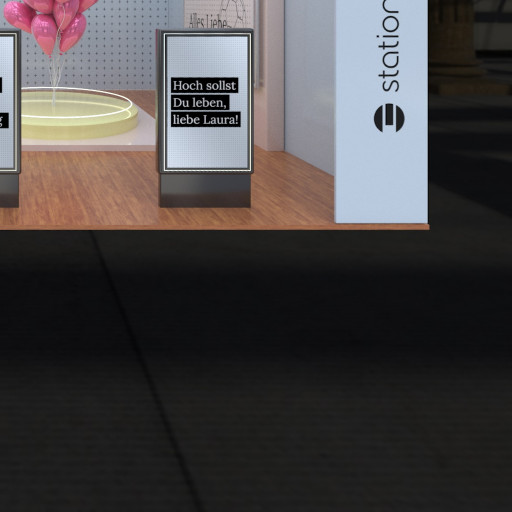 Alles Liebe
Hoch sollst
Du leben,
liebe Laura!
g
station